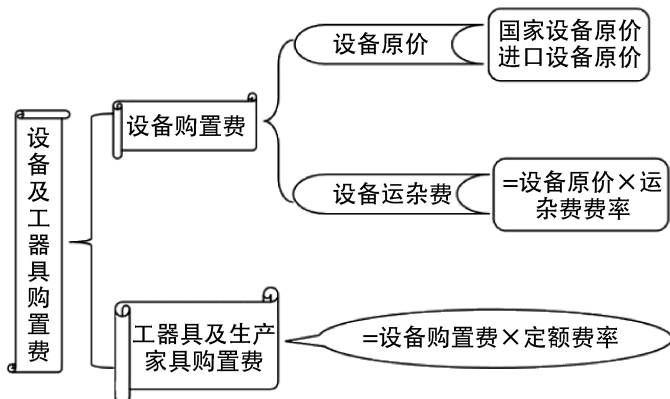 设备及工器具购置费
设备购置费
设备原价
国家设备原价
进口设备原价
设备运杂费
=设备原价×运
杂费费率
工器具及生产
家具购置费
=设备购置费×定额费率